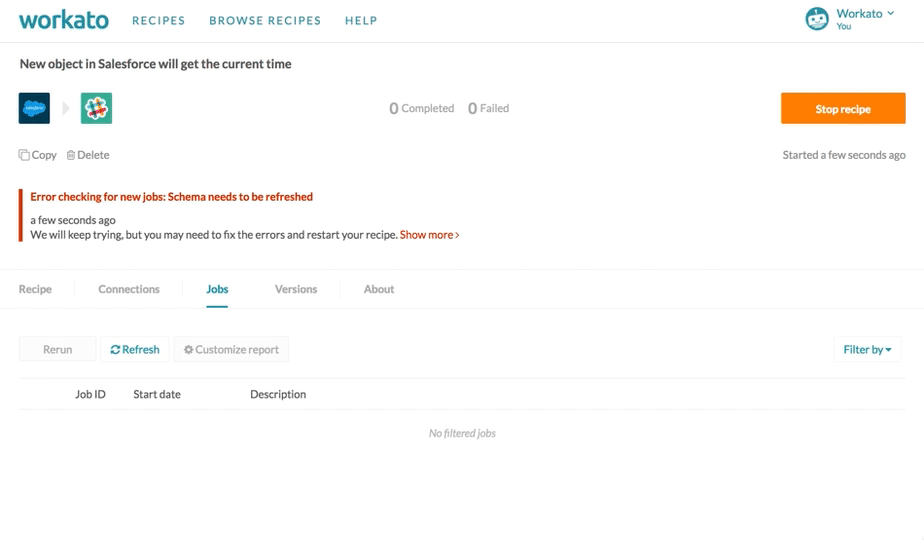 workato RECIPES BROWSE RECIPES HELP Workato
You
New object in Salesforce will get the current time
salesforce 0 Completed 0 Failed Stop recipe
Copy Delete Started a few seconds ago
Error checking for new jobs: Schema needs to be refreshed
a few seconds ago
We will keep trying, but you may need to fix the errors and restart your recipe. Show more
Recipe Connections Jobs Versions About
Rerun Refresh Customize report Filter by
Job ID Start date Description
No filtered jobs